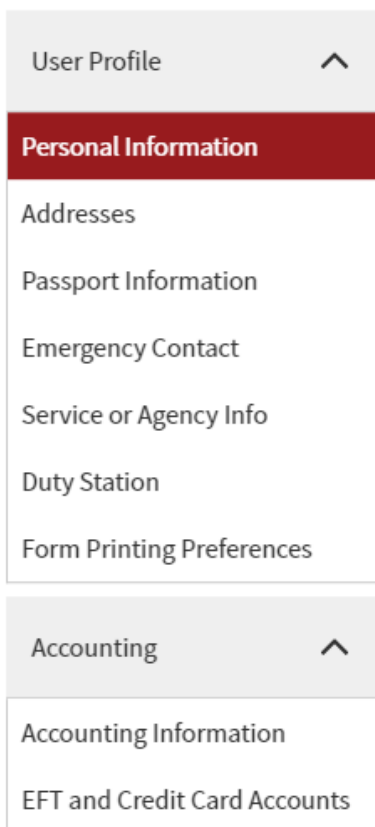 User Profile
Personal Information
Addresses
Passport Information
Emergency Contact
Service or Agency Info
Duty Station
Form Printing Preferences
Accounting
Accounting Information
EFT and Credit Card Accounts